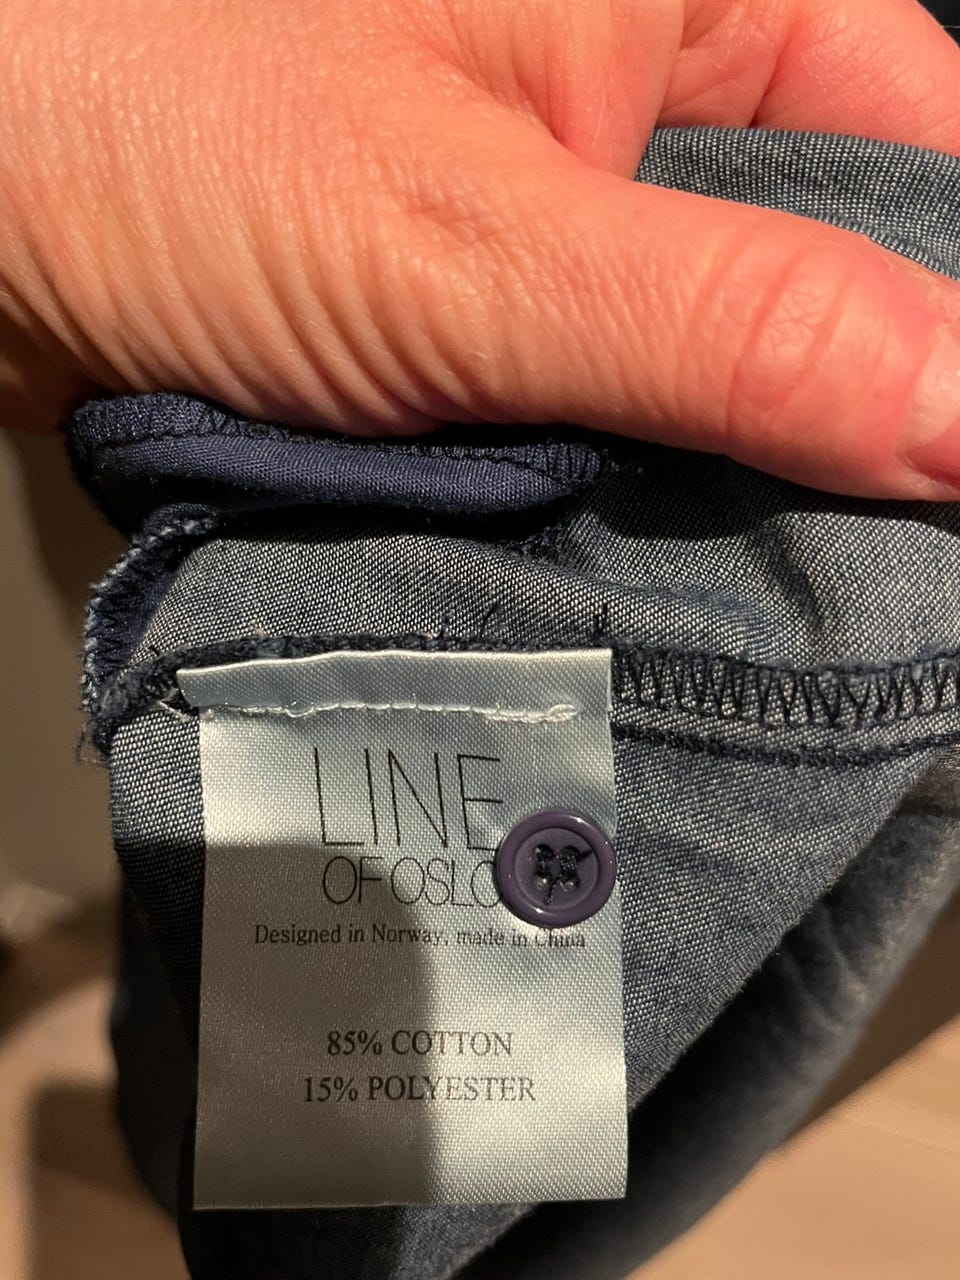 LINE
OF OSLO
Designed in Norway, made in China
85% COTTON
15% POLYESTER